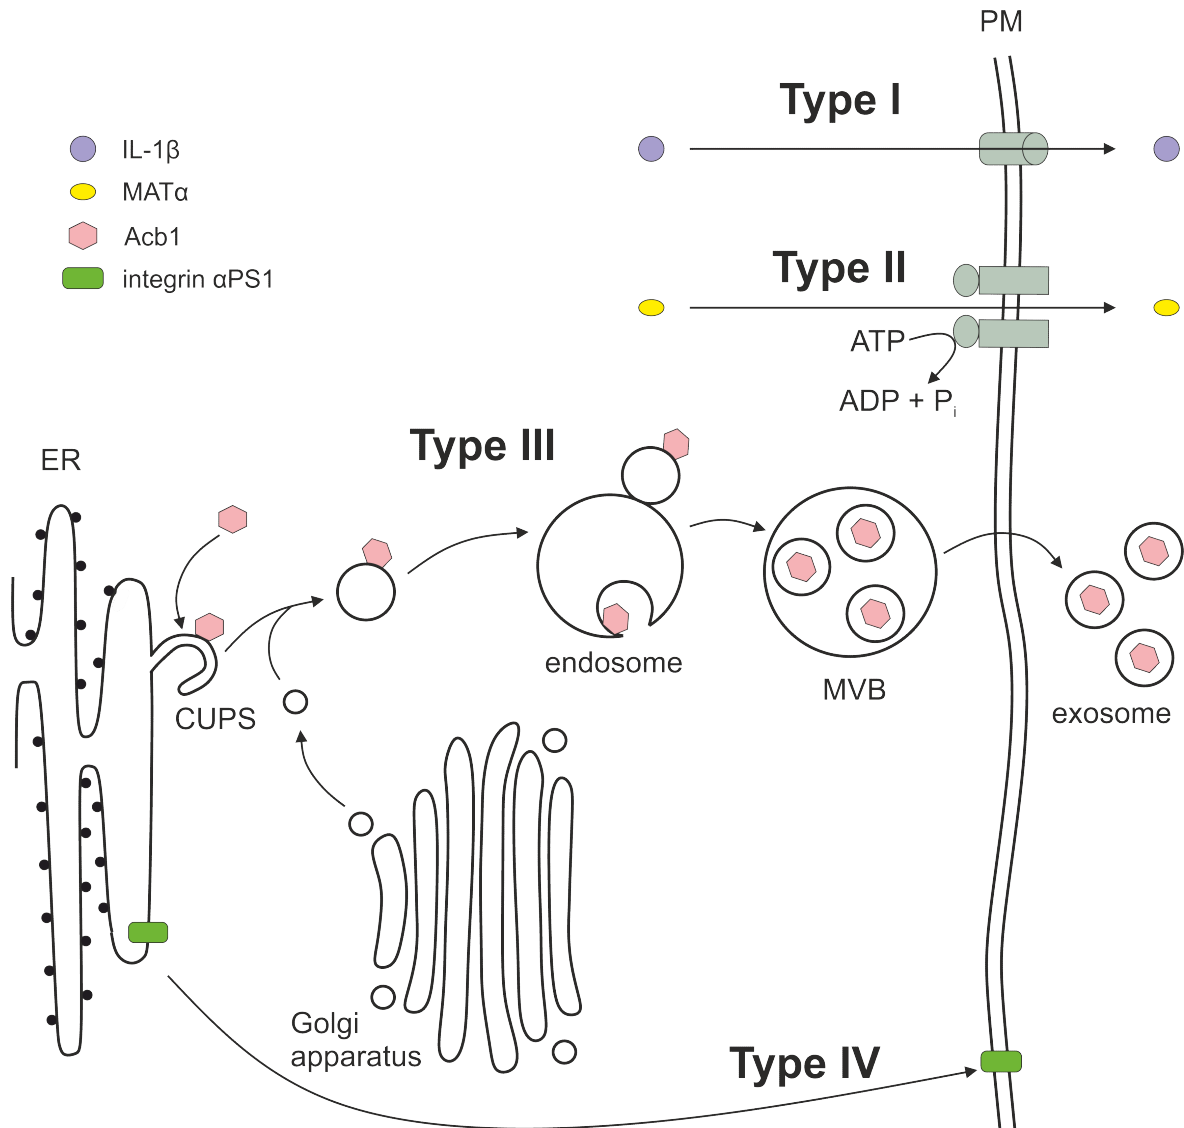 PM
Type I
IL-1β
MATα
Acb1
integrin αPS1
Type II
ATP
ADP + Pi
Type III
ER
endosome
MVB
CUPS
exosome
Golgi
apparatus
Type IV